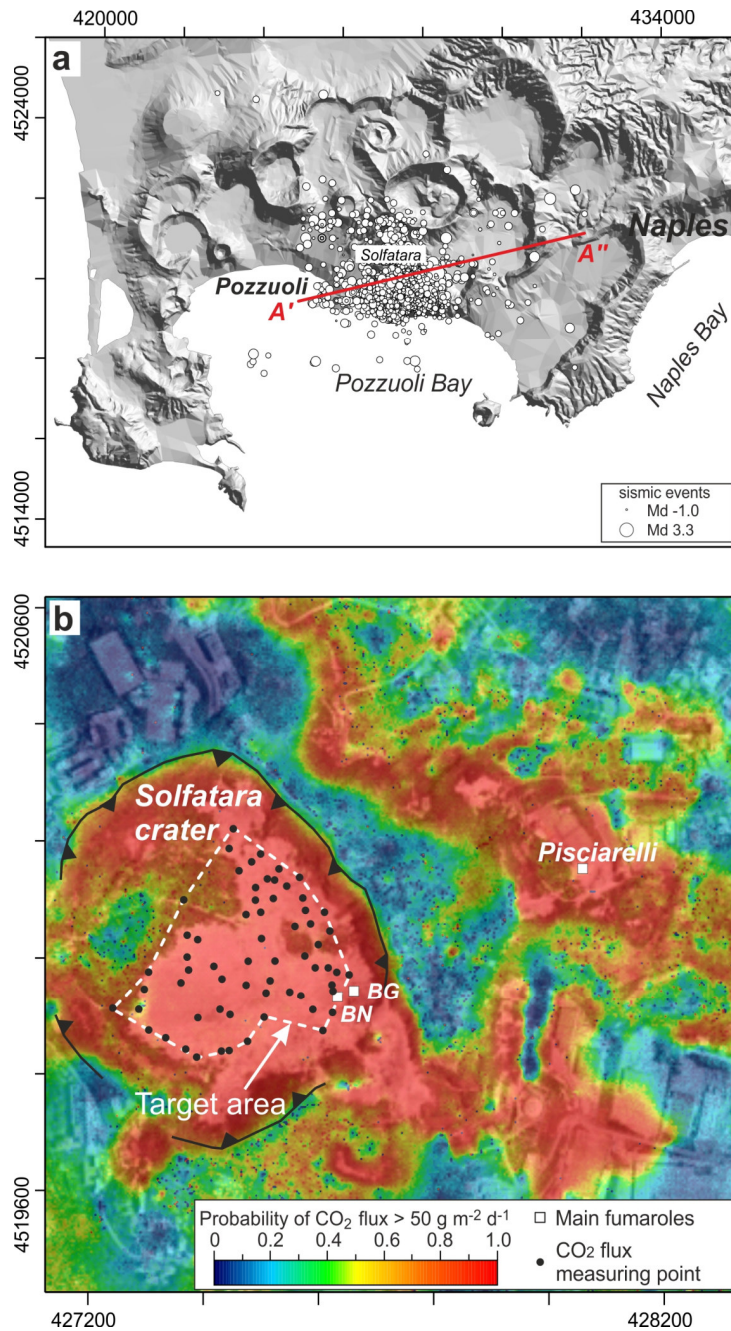 420000
434000
a
4524000
Naples
Solfatara
Pozzuoli
A'
A"
Pozzuoli Bay
Naples Bay
4514000
sismic events
Md -1.0
Md 3.3
b
4520600
Solfatara
crater
Pisciarelli
BG
BN
Target area
4519600
Probability of CO₂ flux > 50 g m⁻² d⁻¹
0 0.2 0.4 0.6 0.8 1.0
Main fumaroles
CO₂ flux
measuring point
427200
428200